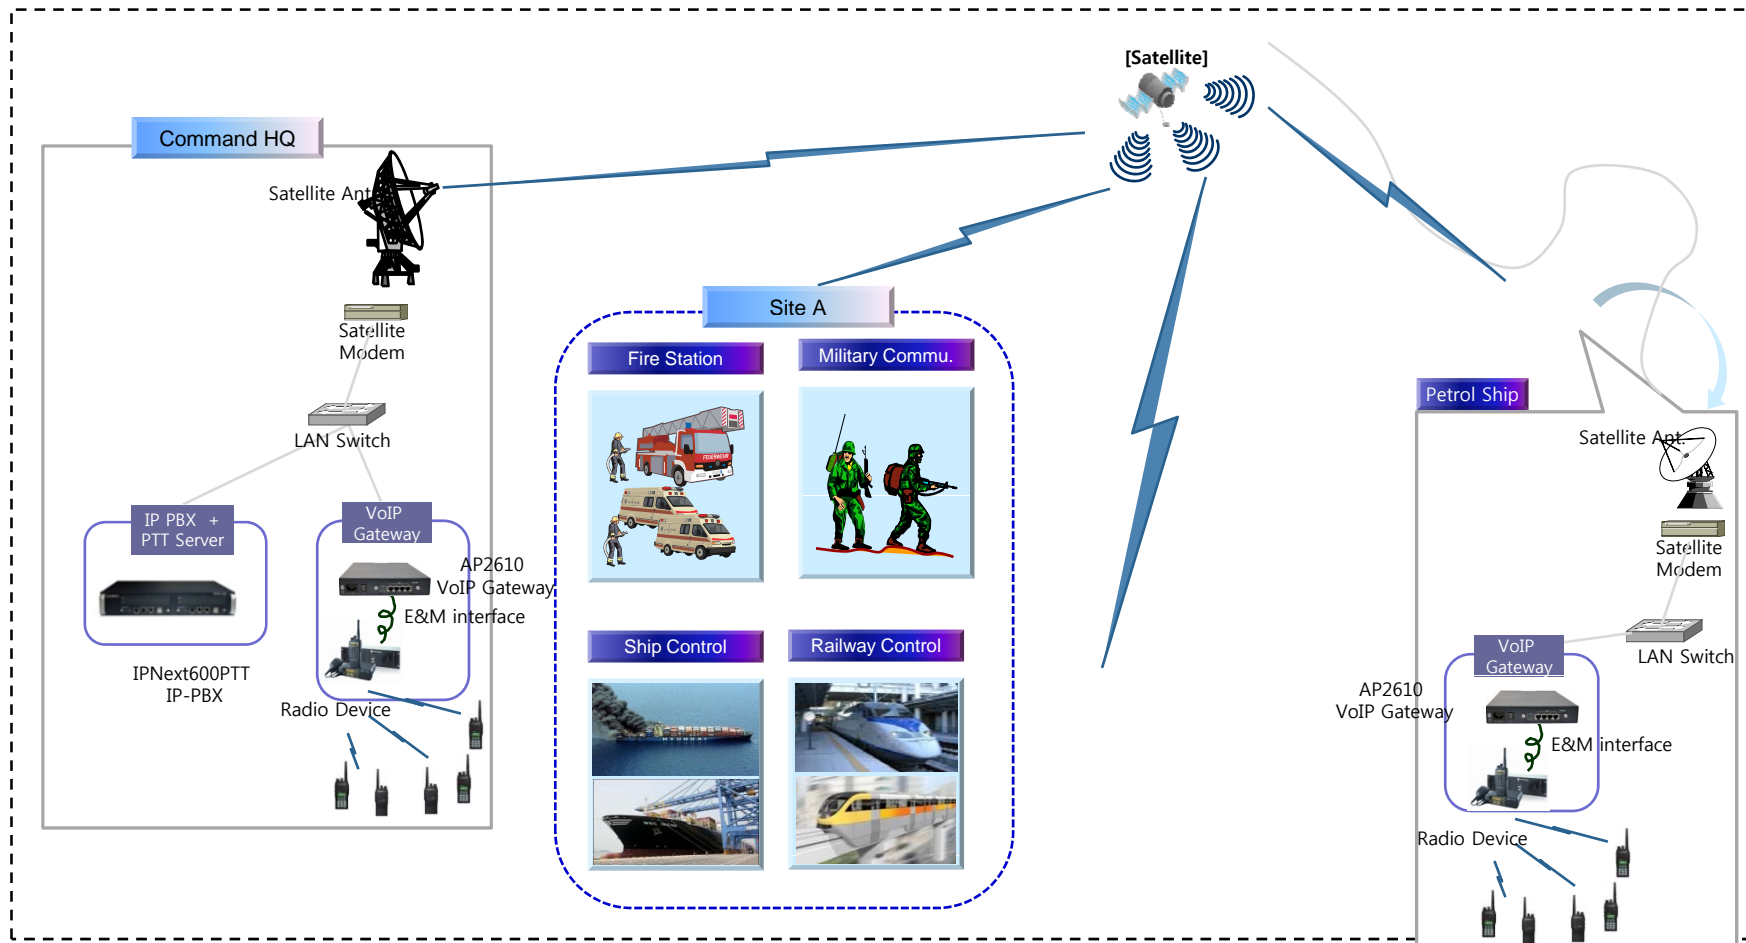 [Satellite]
Command HQ
Satellite Ant.
Satellite
Modem
LAN Switch
IP PBX +
PTT Server
VoIP
Gateway
AP2610
VoIP Gateway
E&M interface
IPNext600PTT
IP-PBX
Radio Device
Site A
Fire Station
Military Commu.
FEUERWEHR
Ship Control
Railway Control
HYUNDAI
Petrol Ship
Satellite Ant.
Satellite
Modem
LAN Switch
VoIP
Gateway
AP2610
VoIP Gateway
E&M interface
Radio Device